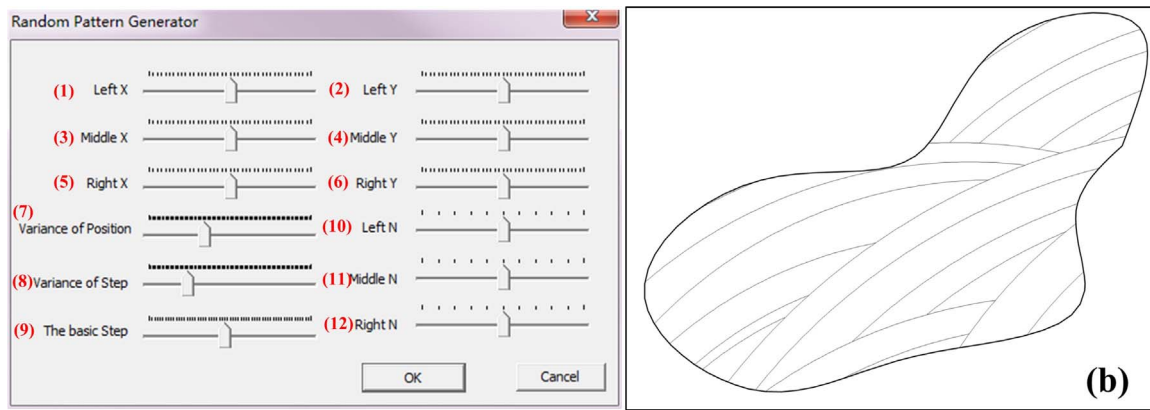 Random Pattern Generator
(1) Left X
(2) Left Y
(3) Middle X
(4) Middle Y
(5) Right X
(6) Right Y
(7)
Variance of Position
(10) Left N
(8) Variance of Step
(11) Middle N
(9) The basic Step
(12) Right N
OK
Cancel
(b)